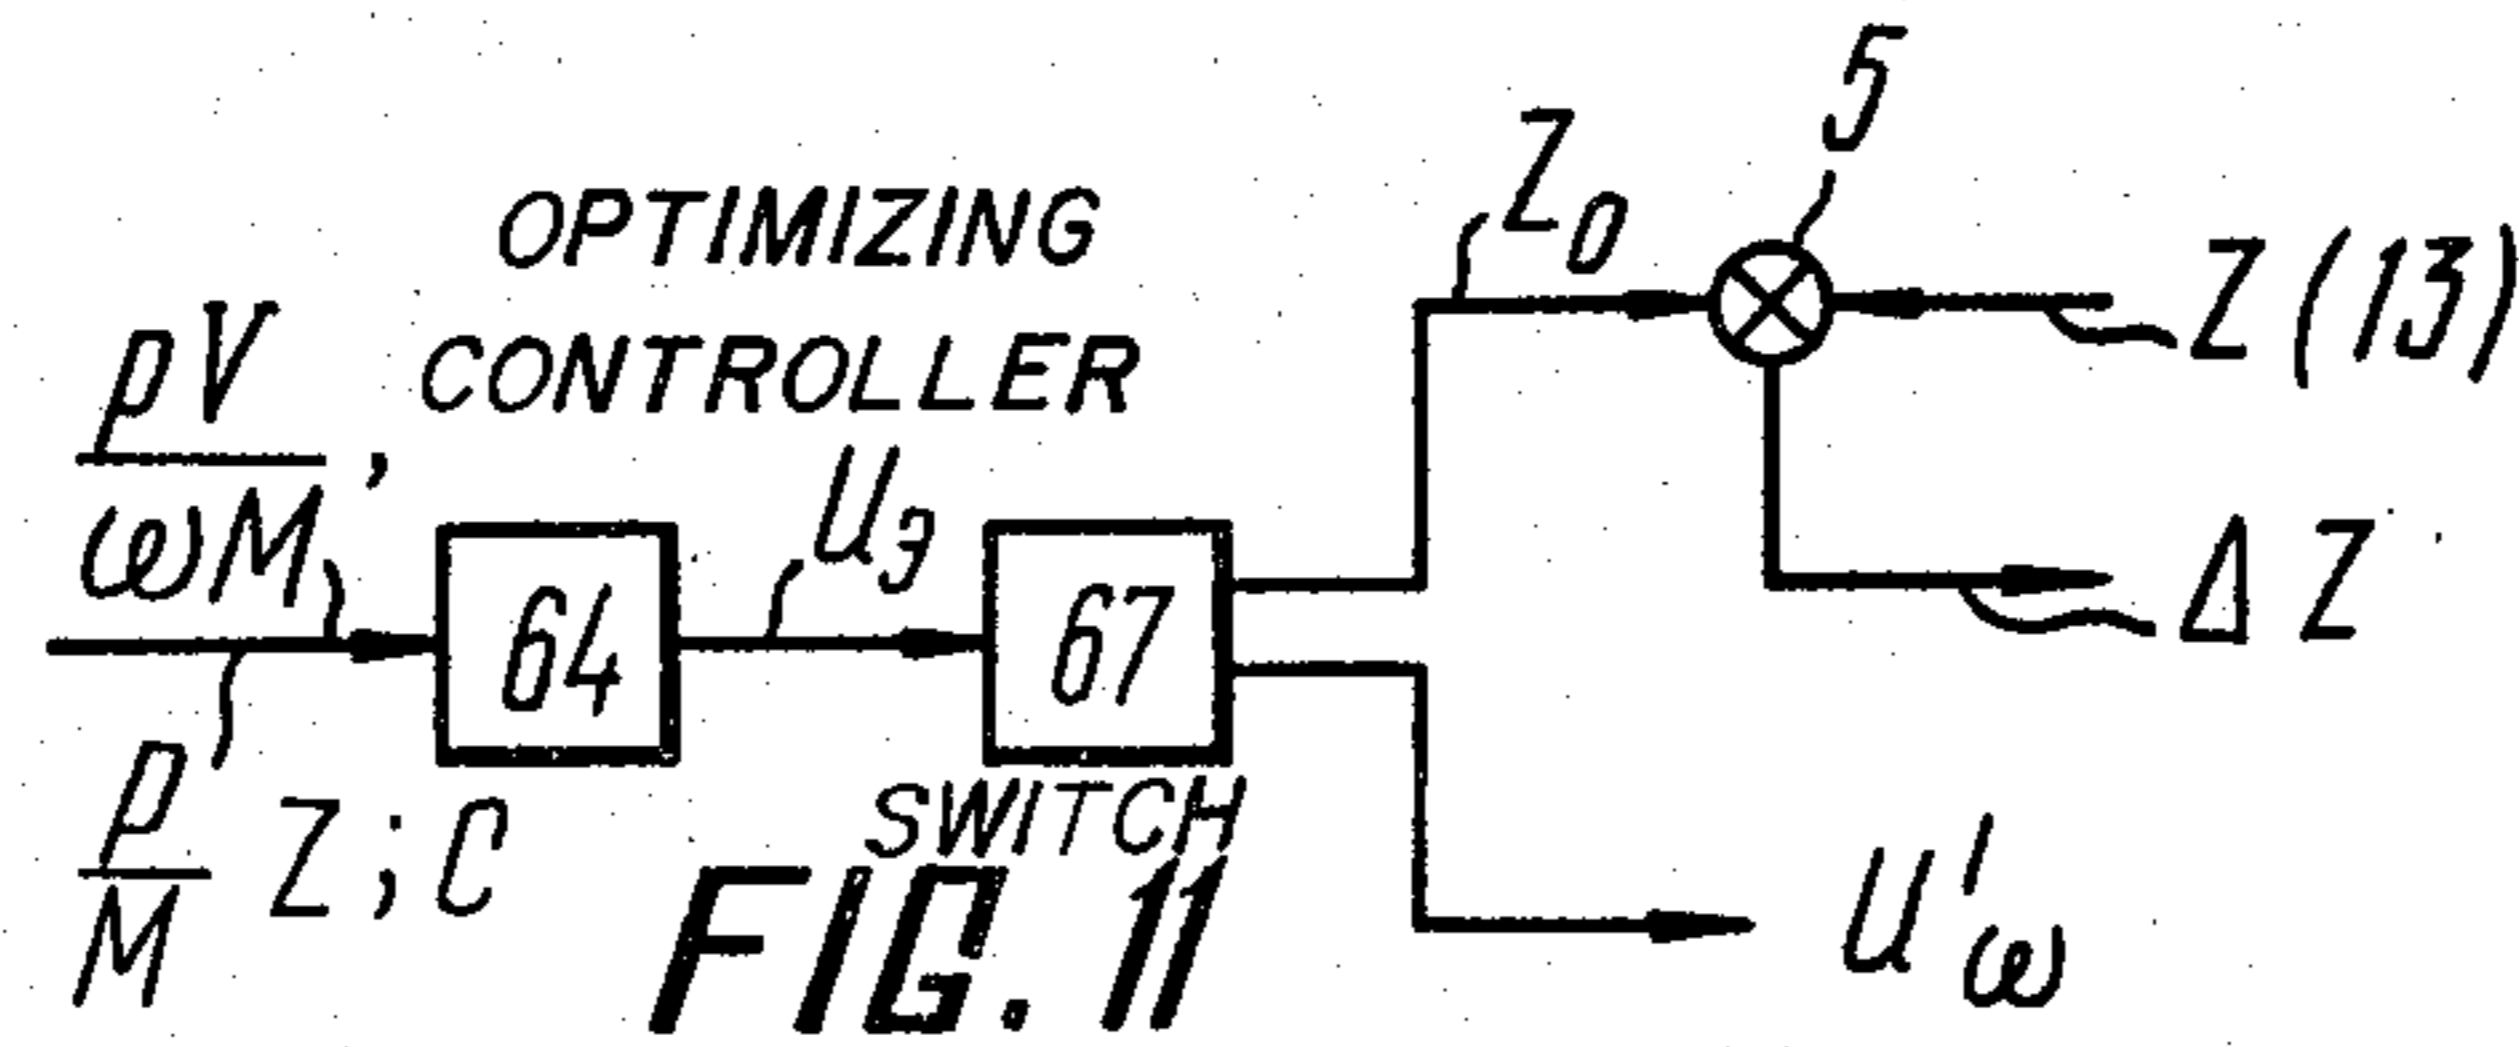 5
Z₀
OPTIMIZING
CONTROLLER
Z(13)
pV
ωM
,
Uэ
64
67
ΔZ
p
M
Z; C
SWITCH
U'ω
FIG. 11